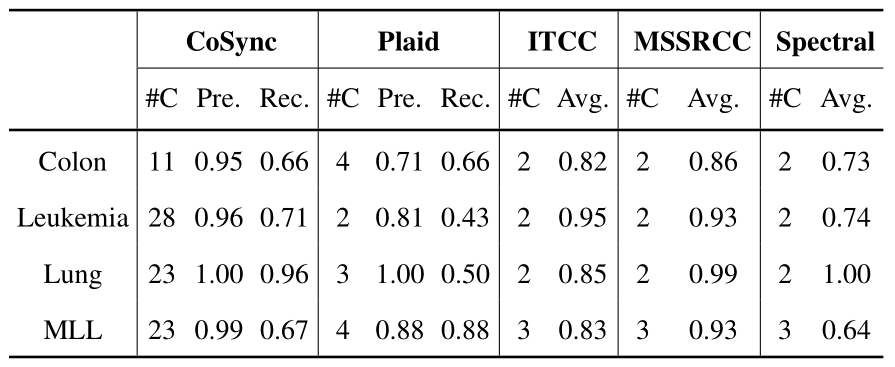 CoSync Plaid ITCC MSSRCC Spectral
#C Pre. Rec. #C Pre. Rec. #C Avg. #C Avg. #C Avg.
Colon 11 0.95 0.66 4 0.71 0.66 2 0.82 2 0.86 2 0.73
Leukemia 28 0.96 0.71 2 0.81 0.43 2 0.95 2 0.93 2 0.74
Lung 23 1.00 0.96 3 1.00 0.50 2 0.85 2 0.99 2 1.00
MLL 23 0.99 0.67 4 0.88 0.88 3 0.83 3 0.93 3 0.64